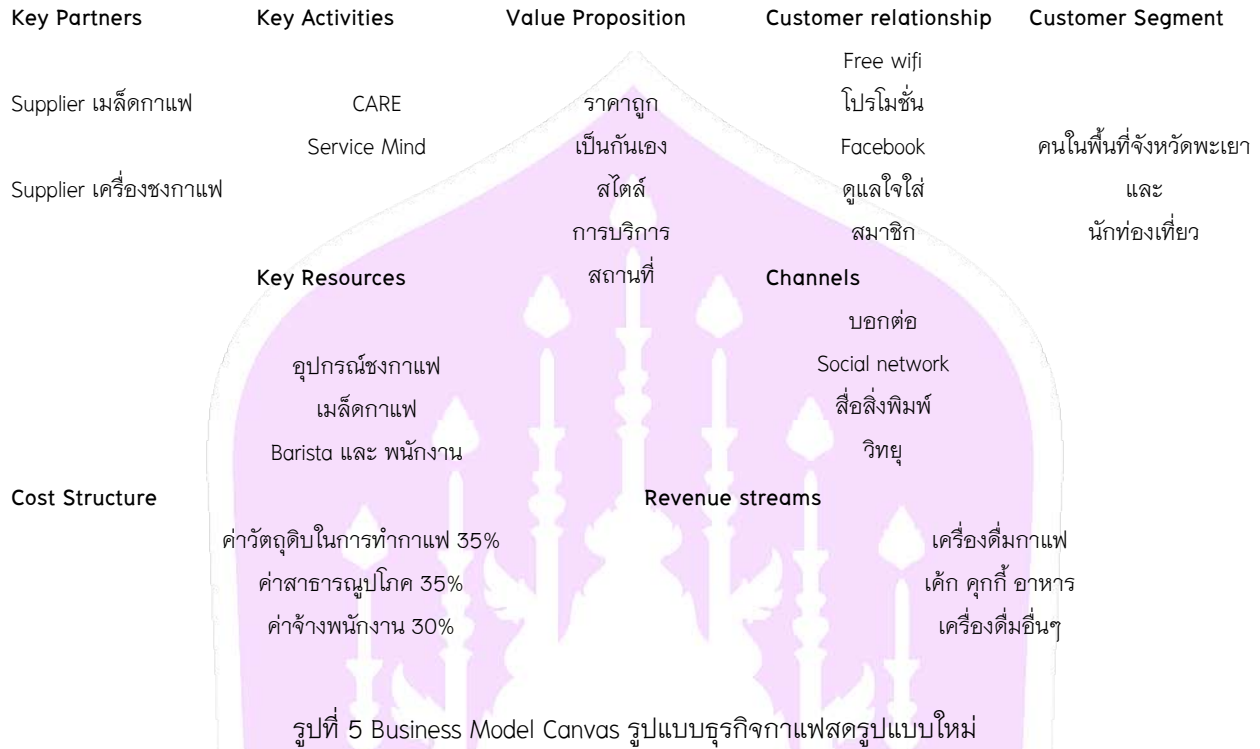 Key Partners
Supplier เมล็ดกาแฟ
Supplier เครื่องชงกาแฟ
Key Activities
CARE
Service Mind
Key Resources
อุปกรณ์ชงกาแฟ
เมล็ดกาแฟ
Barista และ พนักงาน
Value Proposition
ราคาถูก
เป็นกันเอง
สไตล์
การบริการ
สถานที่
Customer relationship
Free wifi
โปรโมชั่น
Facebook
ดูแลใจใส่
สมาชิก
Channels
บอกต่อ
Social network
สื่อสิ่งพิมพ์
วิทยุ
Customer Segment
คนในพื้นที่จังหวัดพะเยา
และ
นักท่องเที่ยว
Cost Structure
ค่าวัตถุดิบในการทำกาแฟ 35%
ค่าสาธารณูปโภค 35%
ค่าจ้างพนักงาน 30%
Revenue streams
เครื่องดื่มกาแฟ
เค้ก คุกกี้ อาหาร
เครื่องดื่มอื่นๆ
รูปที่ 5 Business Model Canvas รูปแบบธุรกิจกาแฟสดรูปแบบใหม่